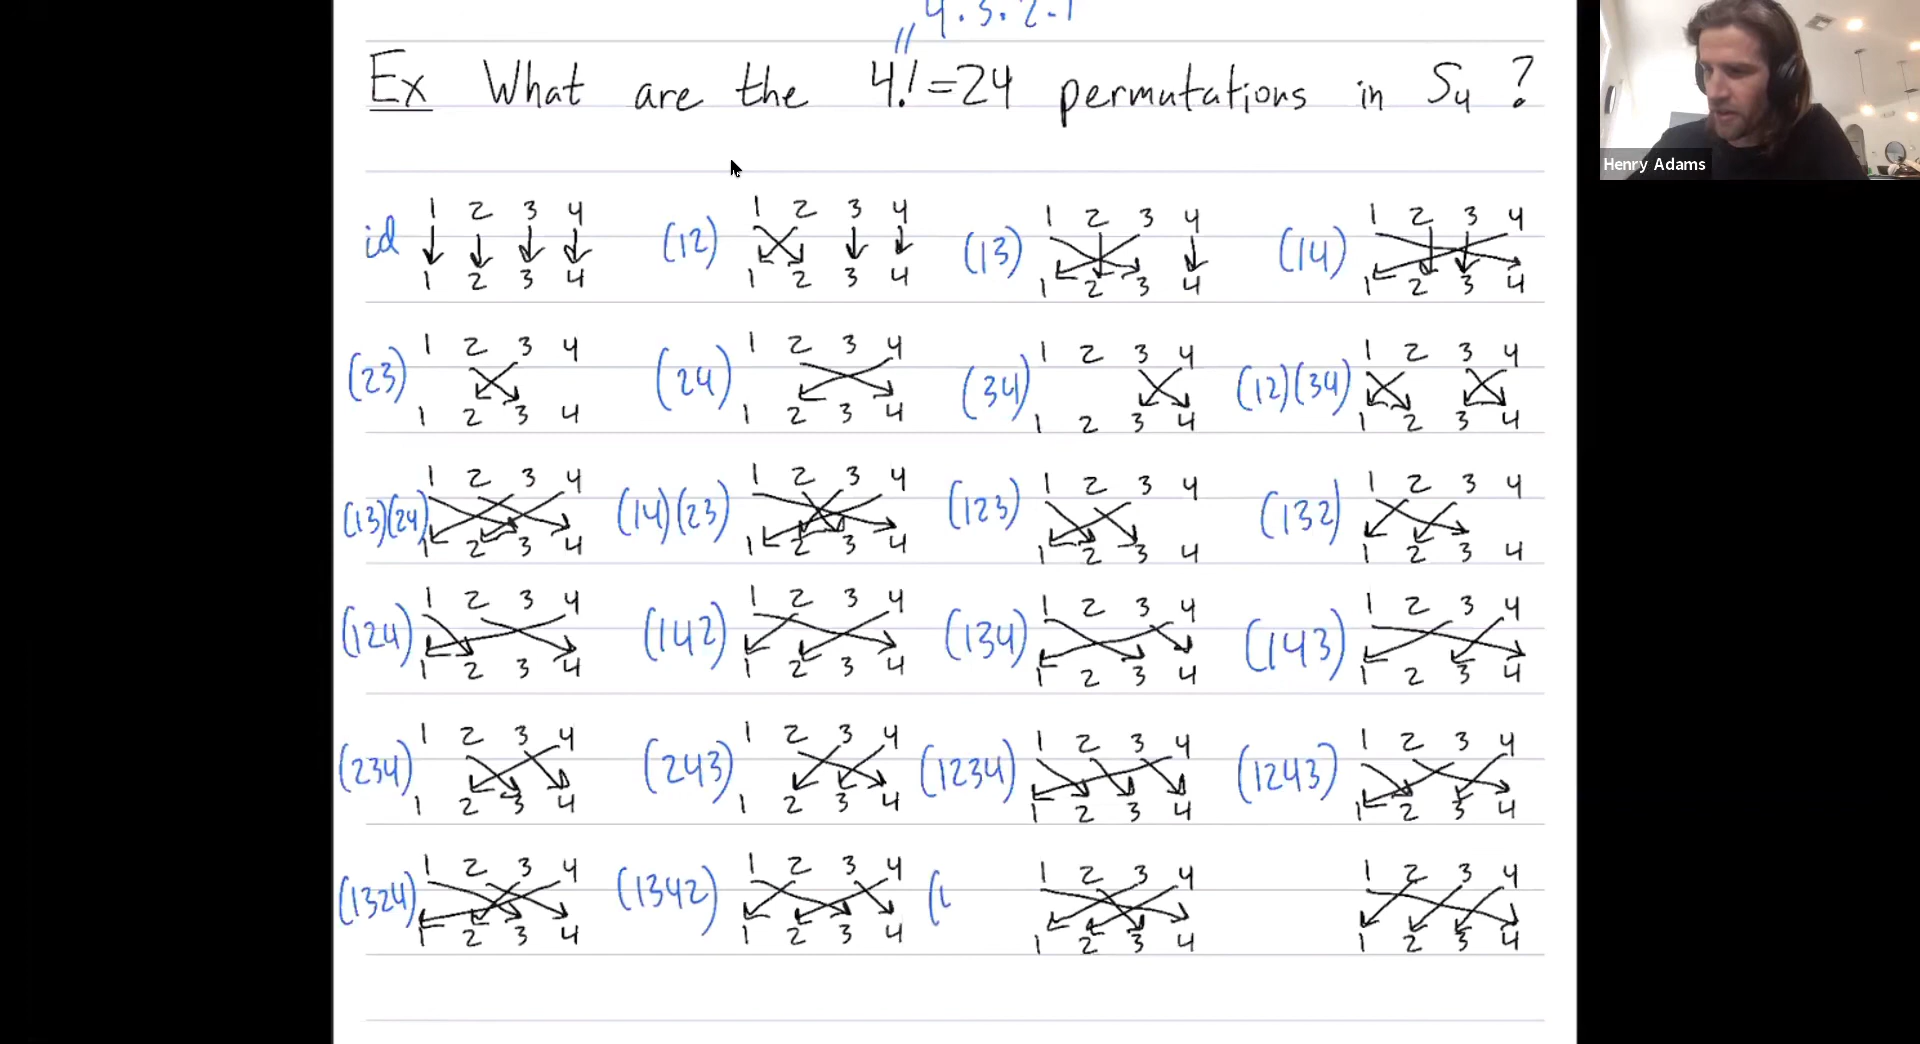 4·3·2·1
//
Ex What are the 4!=24 permutations in S4 ?
Henry Adams
id 1 2 3 4 (12) 1 2 3 4 (13) 1 2 3 4 (14) 1 2 3 4
1 2 3 4 1 2 3 4 1 2 3 4 1 2 3 4
(23) 1 2 3 4 (24) 1 2 3 4 (34) 1 2 3 4 (12)(34) 1 2 3 4
1 2 3 4 1 2 3 4 1 2 3 4 1 2 3 4
(13)(24) 1 2 3 4 (14)(23) 1 2 3 4 (123) 1 2 3 4 (132) 1 2 3 4
1 2 3 4 1 2 3 4 1 2 3 4 1 2 3 4
(124) 1 2 3 4 (142) 1 2 3 4 (134) 1 2 3 4 (143) 1 2 3 4
1 2 3 4 1 2 3 4 1 2 3 4 1 2 3 4
(234) 1 2 3 4 (243) 1 2 3 4 (1234) 1 2 3 4 (1243) 1 2 3 4
1 2 3 4 1 2 3 4 1 2 3 4 1 2 3 4
(1324) 1 2 3 4 (1342) 1 2 3 4 (1 1 2 3 4 1 2 3 4
1 2 3 4 1 2 3 4 1 2 3 4 1 2 3 4